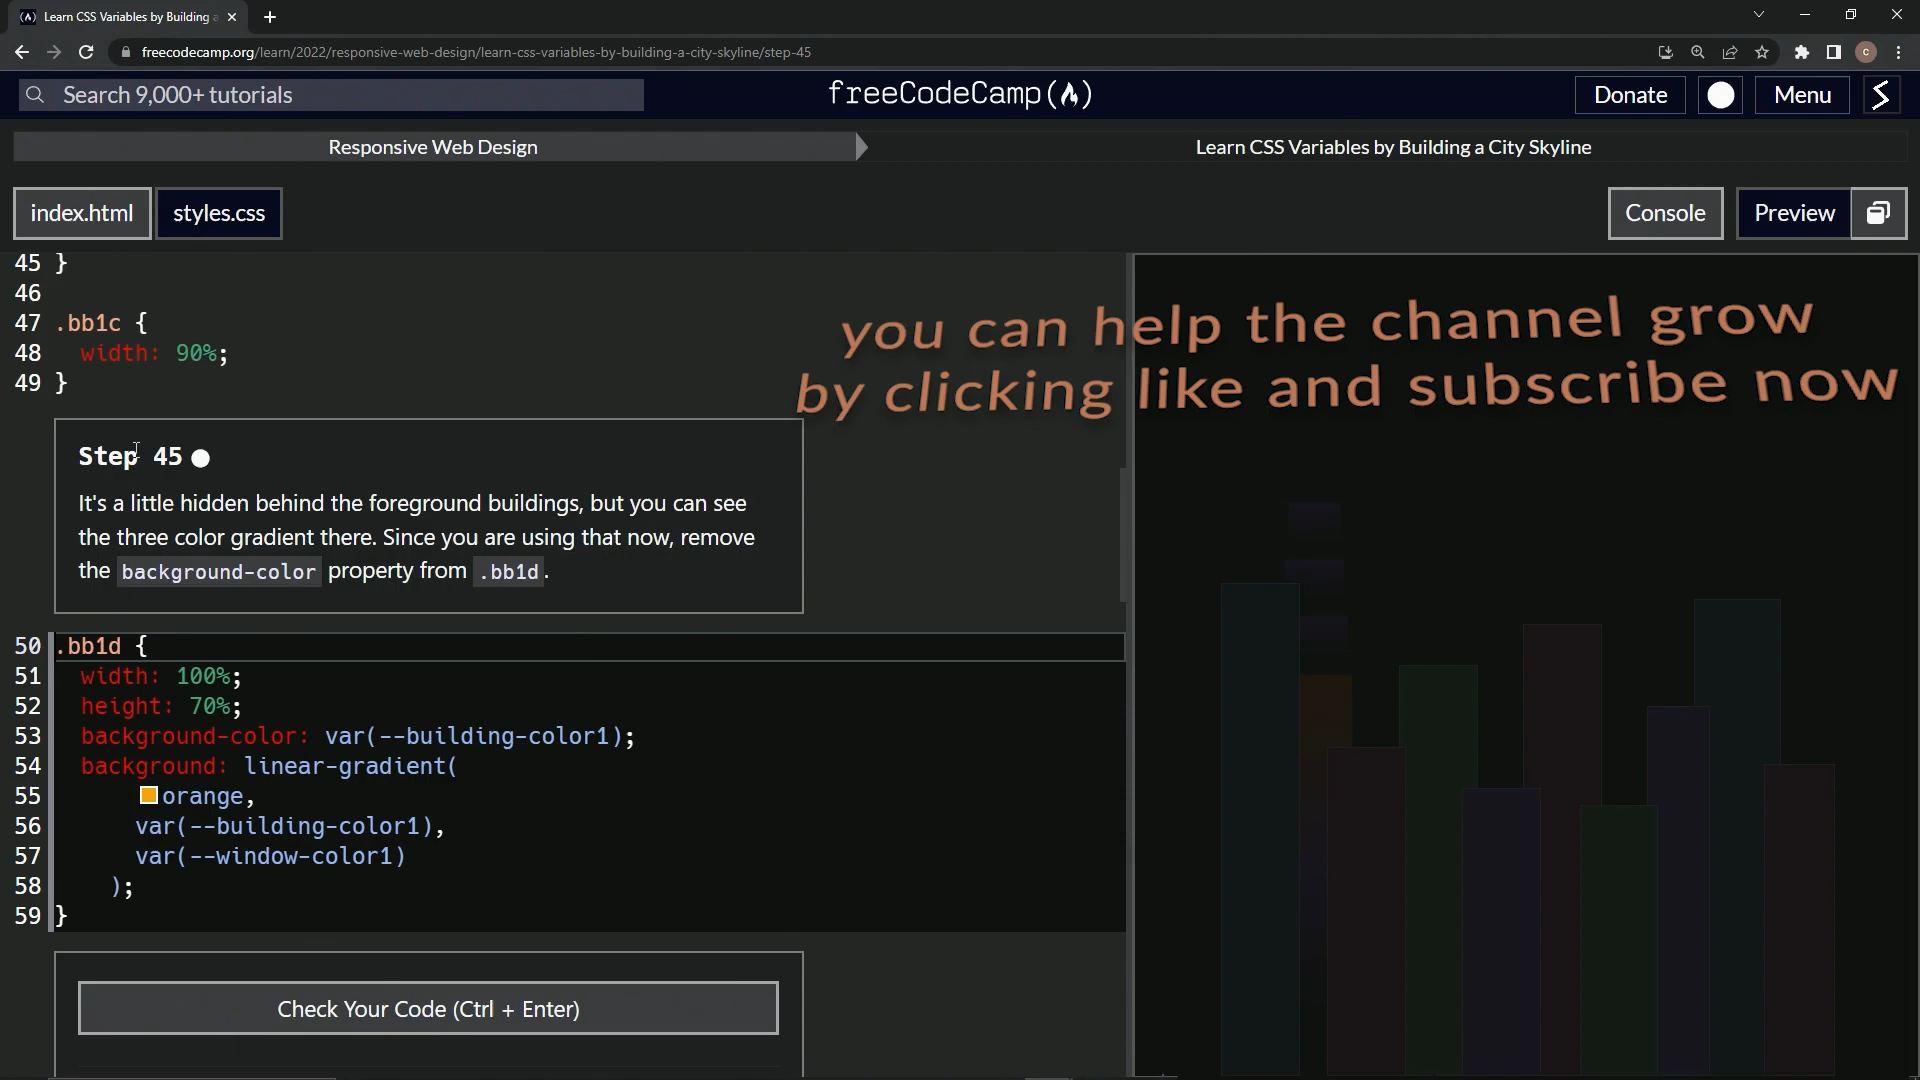 Learn CSS Variables by Building a
freecodecamp.org/learn/2022/responsive-web-design/learn-css-variables-by-building-a-city-skyline/step-45
C
Search 9,000+ tutorials
freeCodeCamp
Donate
Menu
Responsive Web Design
Learn CSS Variables by Building a City Skyline
index.html
styles.css
Console
Preview
45 }
46
47 .bb1c {
48 width: 90%;
49 }
you can help the channel grow
by clicking like and subscribe now
Step 45
It's a little hidden behind the foreground buildings, but you can see
the three color gradient there. Since you are using that now, remove
the background-color property from .bb1d.
50 .bb1d {
51 width: 100%;
52 height: 70%;
53 background-color: var(--building-color1);
54 background: linear-gradient(
55 orange,
56 var(--building-color1),
57 var(--window-color1)
58 );
59 }
Check Your Code (Ctrl + Enter)